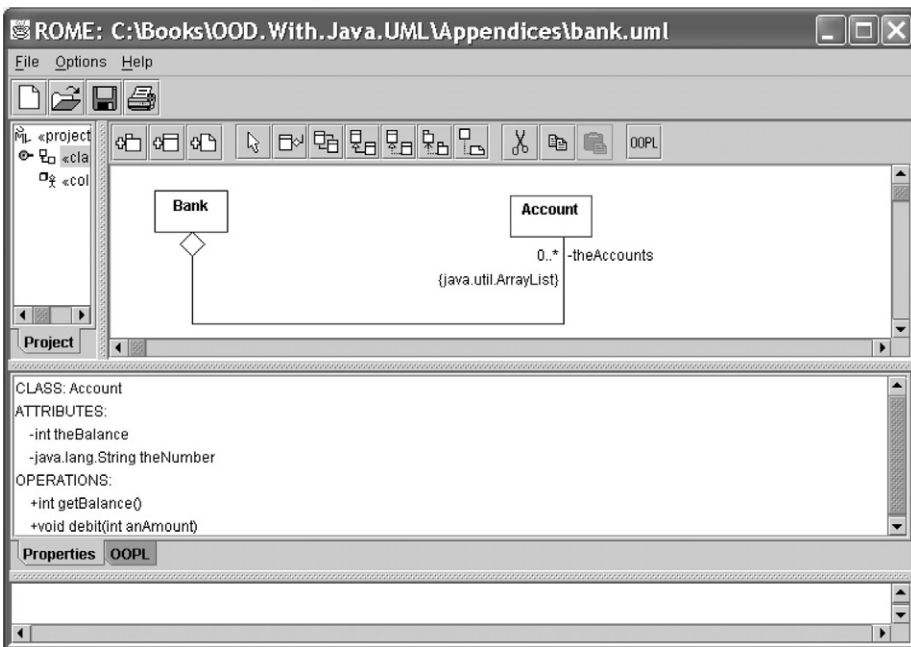 ROME: C:\Books\OOD.With.Java.UML\Appendices\bank.uml
File Options Help
ML «project
«cla
«col
OOPL
Bank
Account
0..* -theAccounts
{java.util.ArrayList}
Project
CLASS: Account
ATTRIBUTES:
-int theBalance
-java.lang.String theNumber
OPERATIONS:
+int getBalance()
+void debit(int anAmount)
Properties OOPL